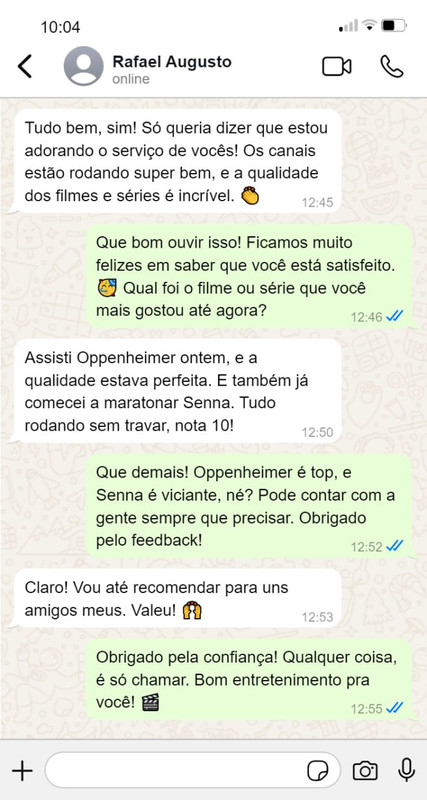 10:04
Rafael Augusto
online
Tudo bem, sim! Só queria dizer que estou
adorando o serviço de vocês! Os canais
estão rodando super bem, e a qualidade
dos filmes e séries é incrível. 👏
12:45
Que bom ouvir isso! Ficamos muito
felizes em saber que você está satisfeito.
🥳 Qual foi o filme ou série que você
mais gostou até agora?
12:46
Assisti Oppenheimer ontem, e a
qualidade estava perfeita. E também já
comecei a maratonar Senna. Tudo
rodando sem travar, nota 10!
12:50
Que demais! Oppenheimer é top, e
Senna é viciante, né? Pode contar com a
gente sempre que precisar. Obrigado
pelo feedback!
12:52
Claro! Vou até recomendar para uns
amigos meus. Valeu! 🙌
12:53
Obrigado pela confiança! Qualquer coisa,
é só chamar. Bom entretenimento pra
você! 🎬
12:55